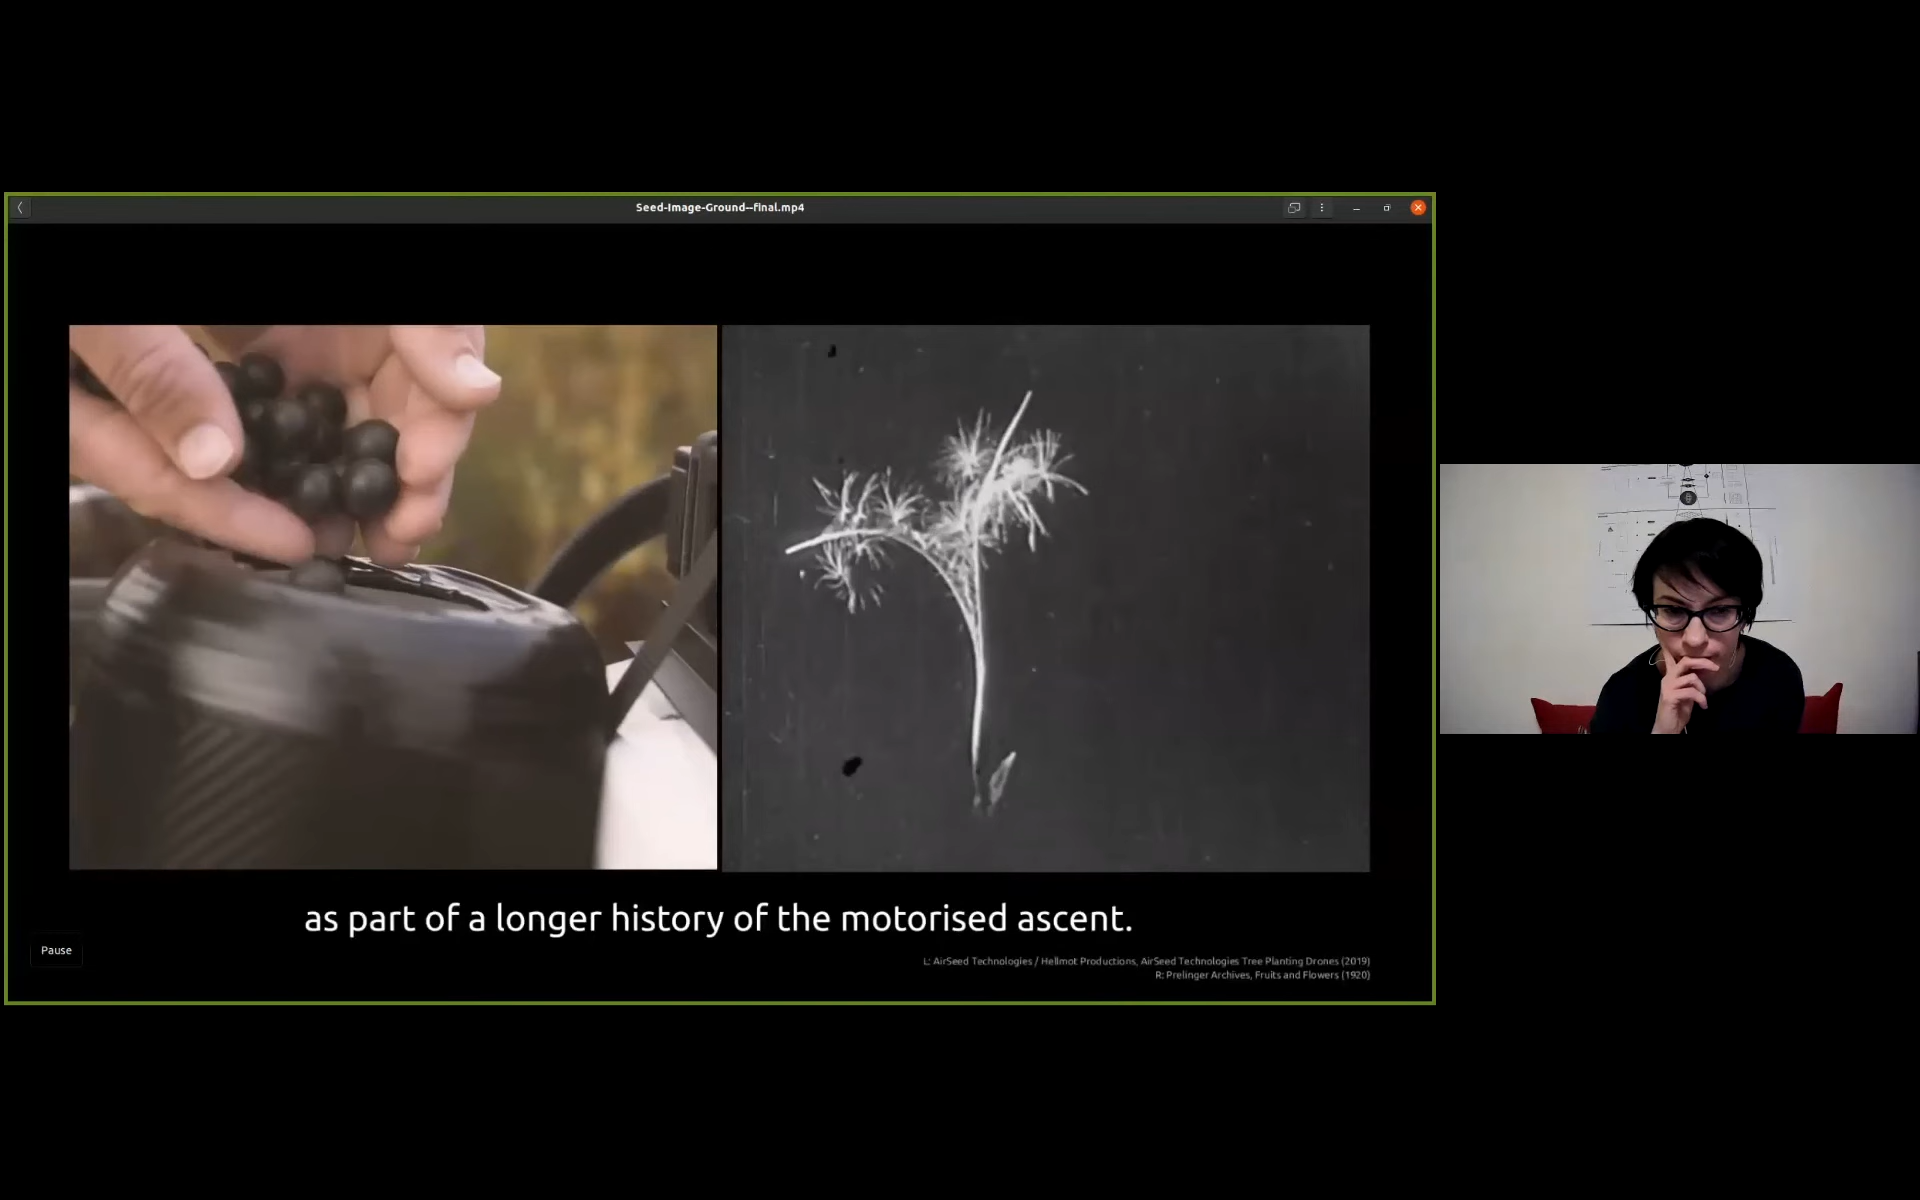 Seed-Image-Ground--final.mp4
as part of a longer history of the motorised ascent.
Pause
L: AirSeed Technologies / Hellmot Productions, AirSeed Technologies Tree Planting Drones (2019)
R: Prelinger Archives, Fruits and Flowers (1920)